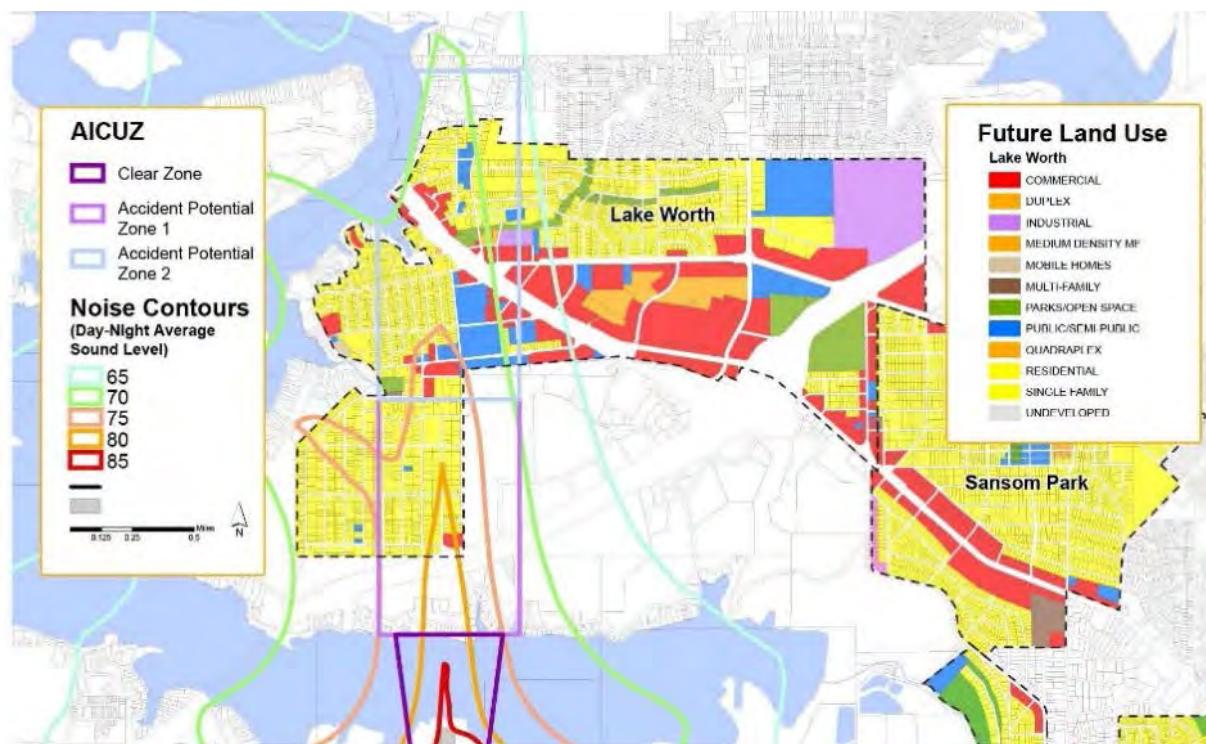 AICUZ
Clear Zone
Accident Potential
Zone 1
Accident Potential
Zone 2
Noise Contours
(Day-Night Average
Sound Level)
65
70
75
80
85
Miles
0.125
0.25
0.5
N
Lake Worth
Sansom Park
Future Land Use
Lake Worth
COMMERCIAL
DUPLEX
INDUSTRIAL
MEDIUM DENSITY MF
MOBILE HOMES
MULTI-FAMILY
PARKS/OPEN SPACE
PUBLIC/SEMI-PUBLIC
QUADRAPLEX
RESIDENTIAL
SINGLE FAMILY
UNDEVELOPED